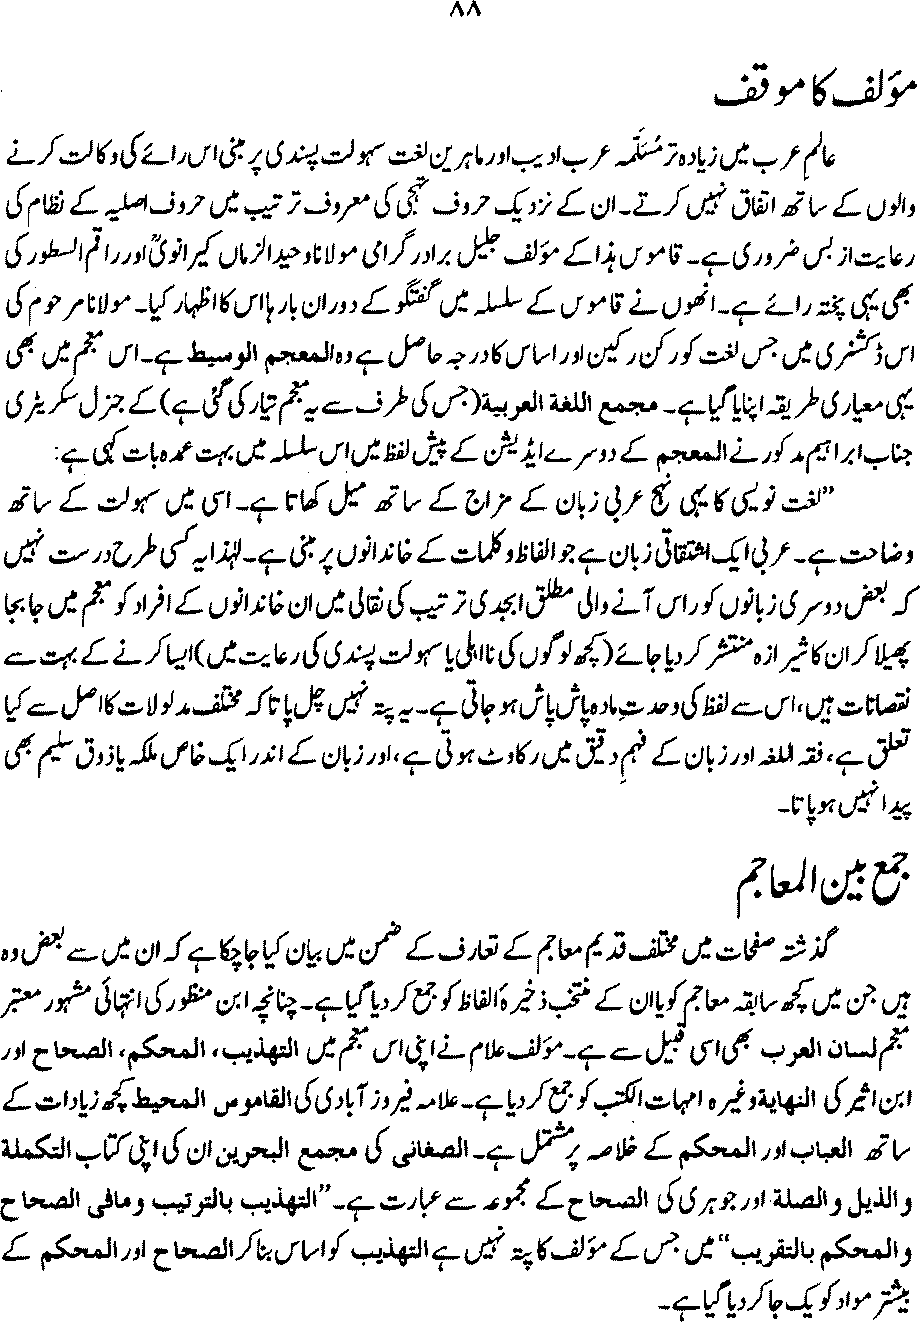 ۸۸
مؤلف کا موقف
عالمِ عرب میں زیادہ تر مُسَلَّمہ عرب ادیب اور ماہرین لغت سہولت پسندی پر مبنی اس رائے کی وکالت کرنے
والوں کے ساتھ اتفاق نہیں کرتے۔ ان کے نزدیک حروف تہجی کی معروف ترتیب میں حروف اصلیہ کے نظام کی
رعایت از بس ضروری ہے۔ قاموس ہذا کے مؤلف جلیل برادر گرامی مولانا وحید الزماں کیرانویؒ اور راقم السطور کی
بھی یہی پختہ رائے ہے۔ انھوں نے قاموس کے سلسلہ میں گفتگو کے دوران بارہا اس کا اظہار کیا۔ مولانا مرحوم کی
اس ڈکشنری میں جس لغت کو رکن رکین اور اساس کا درجہ حاصل ہے وہ المعجم الوسیط ہے۔ اس معجم میں بھی
یہی معیاری طریقہ اپنایا گیا ہے۔ مجمع اللغة العربية (جس کی طرف سے یہ معجم تیار کی گئی ہے) کے جنرل سکریٹری
جناب ابراہیم مدکور نے المعجم کے دوسرے ایڈیشن کے پیش لفظ میں اس سلسلہ میں بہت عمدہ بات کہی ہے:
”لغت نویسی کا یہی نہج عربی زبان کے مزاج کے ساتھ میل کھاتا ہے۔ اسی میں سہولت کے ساتھ
وضاحت ہے۔ عربی ایک اشتقاقی زبان ہے جو الفاظ و کلمات کے خاندانوں پر مبنی ہے۔ لہٰذا یہ کسی طرح درست نہیں
کہ بعض دوسری زبانوں کو راس آنے والی مطلق ابجدی ترتیب کی نقالی میں ان خاندانوں کے افراد کو معجم میں جابجا
پھیلا کر ان کا شیرازہ منتشر کر دیا جائے (کچھ لوگوں کی نااہلی یا سہولت پسندی کی رعایت میں) ایسا کرنے کے بہت سے
نقصانات ہیں، اس سے لفظ کی وحدتِ مادہ پاش پاش ہو جاتی ہے۔ یہ پتہ نہیں چل پاتا کہ مختلف مدلولات کا اصل سے کیا
تعلق ہے، فقہ اللغہ اور زبان کے فہمِ دقیق میں رکاوٹ ہوتی ہے، اور زبان کے اندر ایک خاص ملکہ یا ذوق سلیم بھی
پیدا نہیں ہو پاتا۔
جمع بین المعاجم
گذشتہ صفحات میں مختلف قدیم معاجم کے تعارف کے ضمن میں بیان کیا جا چکا ہے کہ ان میں سے بعض وہ
ہیں جن میں کچھ سابقہ معاجم کو یا ان کے منتخب ذخیرۂ الفاظ کو جمع کر دیا گیا ہے۔ چنانچہ ابن منظور کی انتہائی مشہور معتبر
معجم لسان العرب بھی اسی قبیل سے ہے۔ مؤلف علام نے اپنی اس معجم میں التھذیب، المحکم، الصحاح اور
ابن اثیر کی النھایة وغیرہ امہات الکتب کو جمع کر دیا ہے۔ علامہ فیروز آبادی کی القاموس المحیط کچھ زیادات کے
ساتھ العباب اور المحکم کے خلاصہ پر مشتمل ہے۔ الصغانی کی مجمع البحرین ان کی اپنی کتاب التکملة
و الذیل و الصلة اور جوہری کی الصحاح کے مجموعہ سے عبارت ہے۔ ”التھذیب بالترتیب و مافی الصحاح
و المحکم بالتقریب“ میں جس کے مؤلف کا پتہ نہیں ہے التھذیب کو اساس بنا کر الصحاح اور المحکم کے
بیشتر مواد کو یک جا کر دیا گیا ہے۔